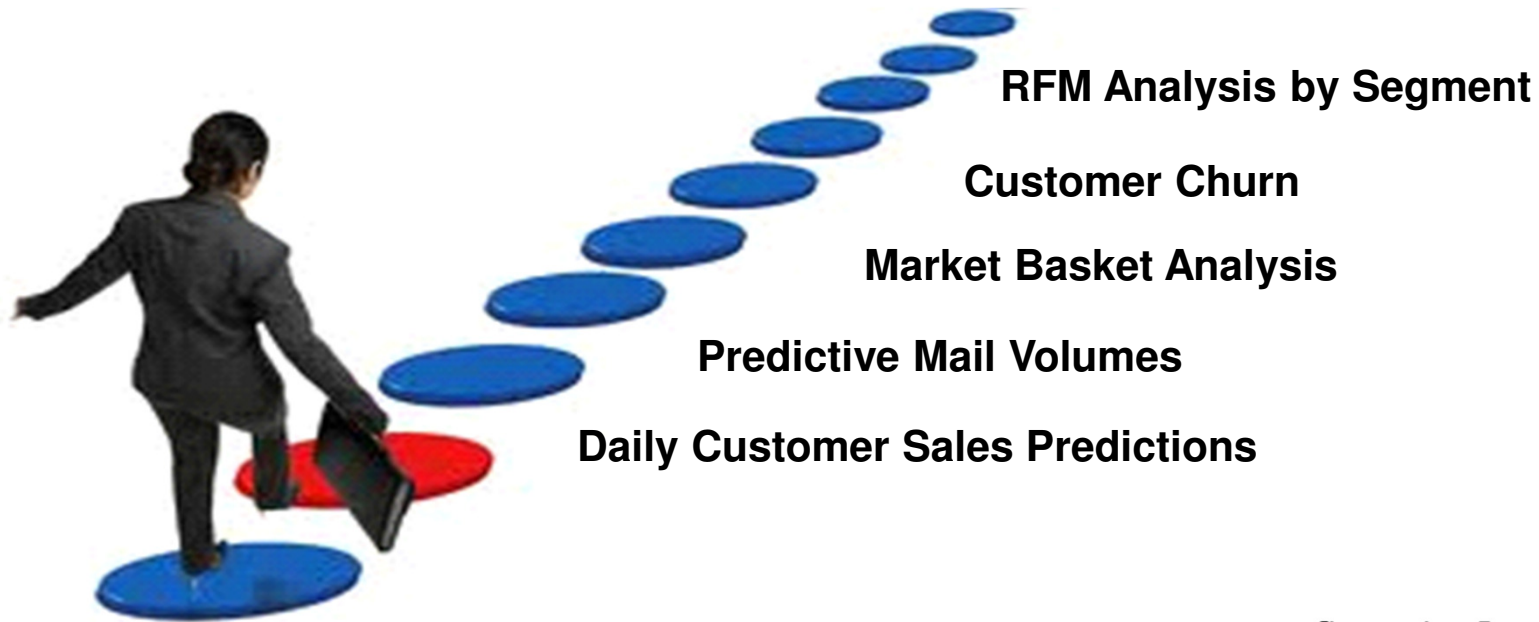 RFM Analysis by Segment
Customer Churn
Market Basket Analysis
Predictive Mail Volumes
Daily Customer Sales Predictions